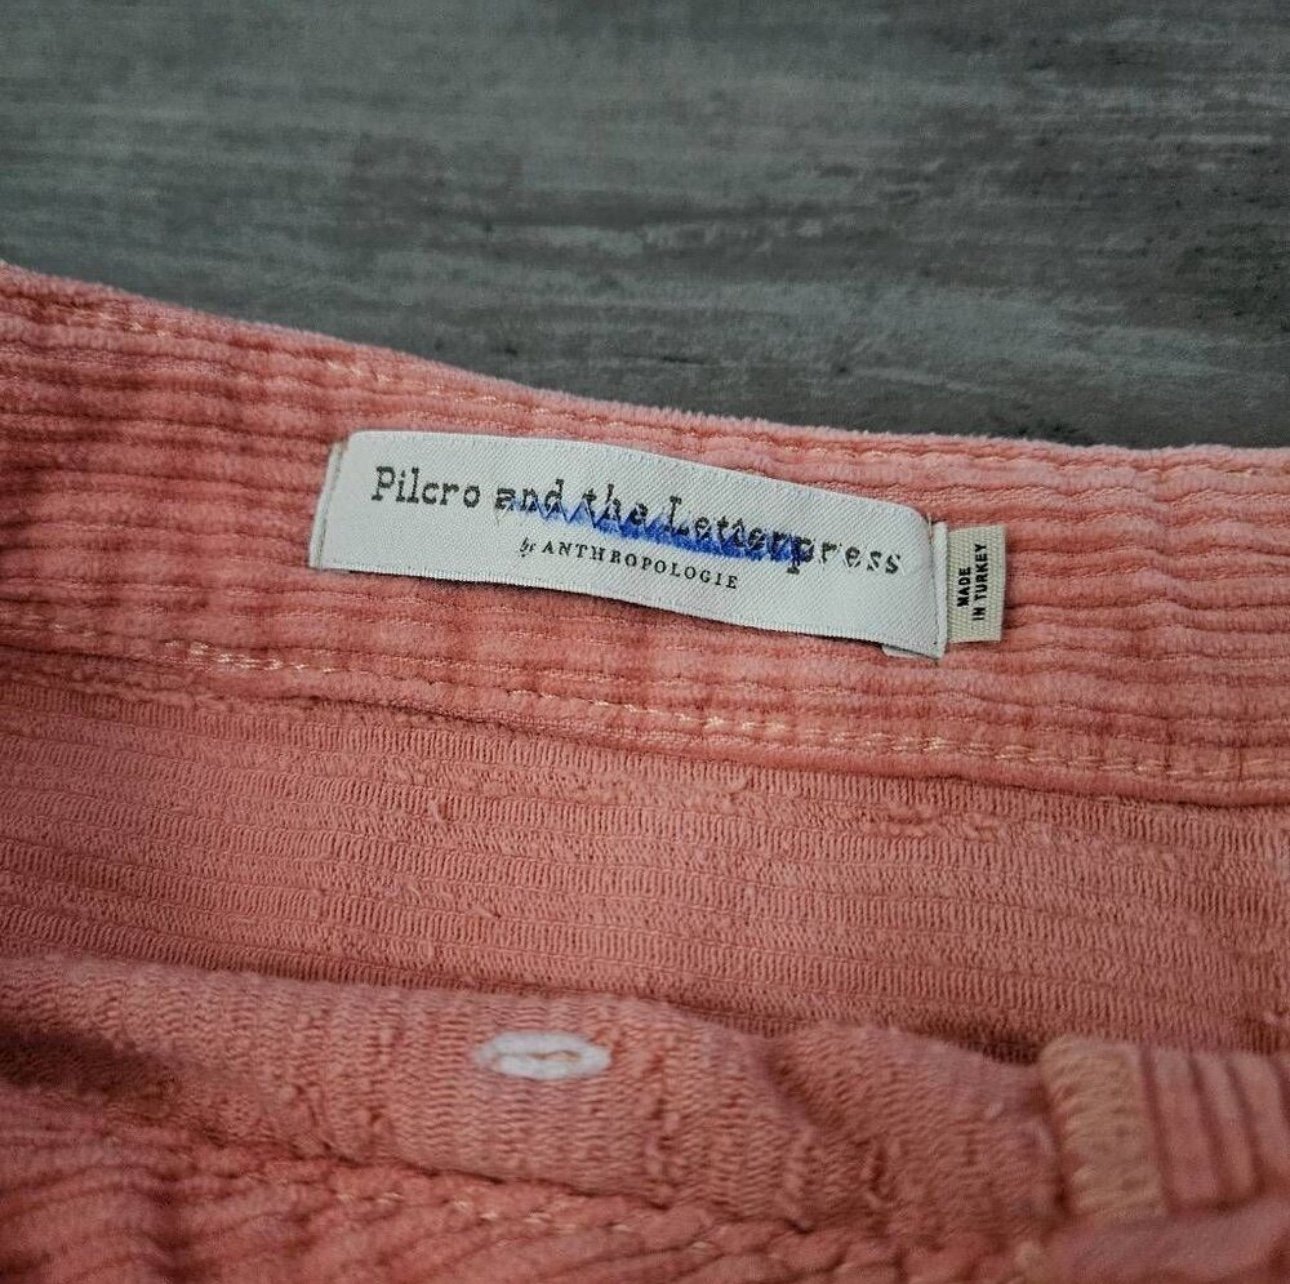 Pilcro and the Letterpress
by ANTHROPOLOGIE
MADE
IN TURKEY